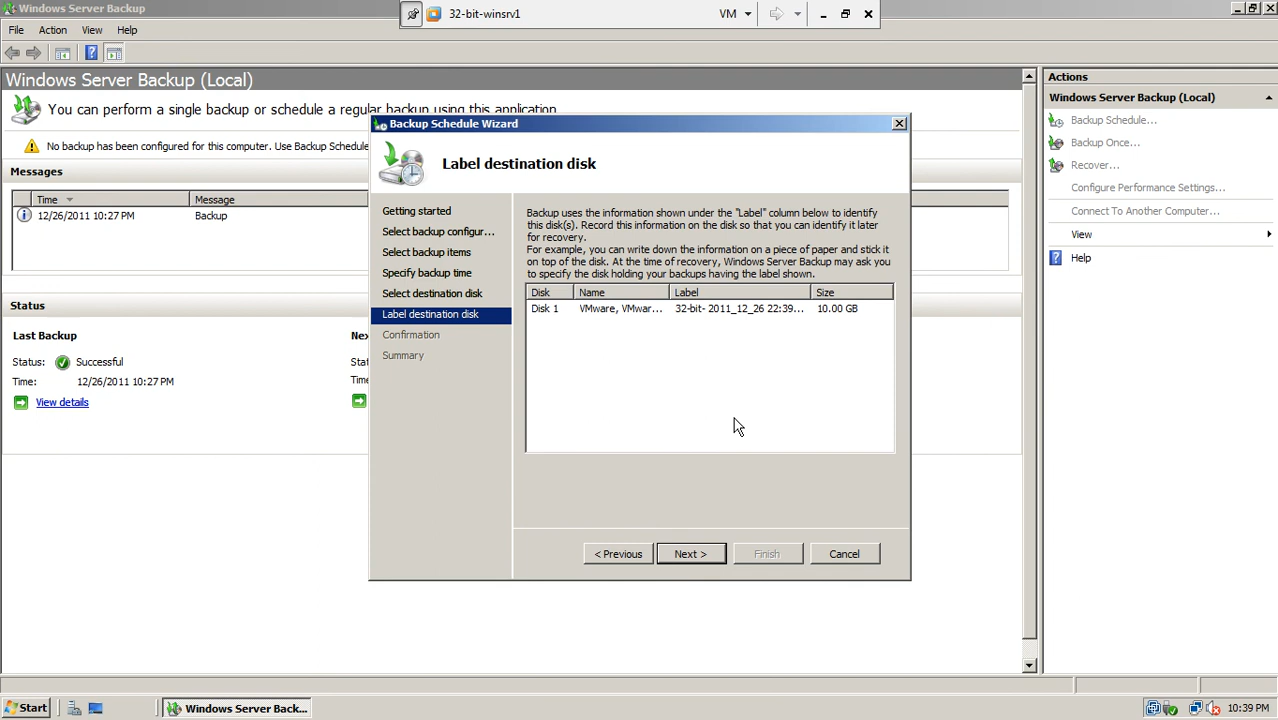 Windows Server Backup
32-bit-winsrv1
VM
File Action View Help
Windows Server Backup (Local)
You can perform a single backup or schedule a regular backup using this application.
No backup has been configured for this computer. Use Backup Schedule
Messages
Time Message
12/26/2011 10:27 PM Backup
Status
Last Backup
Status: Successful
Time: 12/26/2011 10:27 PM
View details
Nex
Stat
Time
Backup Schedule Wizard
Label destination disk
Getting started
Select backup configur...
Select backup items
Specify backup time
Select destination disk
Label destination disk
Confirmation
Summary
Backup uses the information shown under the "Label" column below to identify
this disk(s). Record this information on the disk so that you can identify it later
for recovery.
For example, you can write down the information on a piece of paper and stick it
on top of the disk. At the time of recovery, Windows Server Backup may ask you
to specify the disk holding your backups having the label shown.
Disk Name Label Size
Disk 1 VMware, VMwar... 32-bit- 2011_12_26 22:39... 10.00 GB
< Previous Next > Finish Cancel
Actions
Windows Server Backup (Local)
Backup Schedule...
Backup Once...
Recover...
Configure Performance Settings...
Connect To Another Computer...
View
Help
Start
Windows Server Back...
10:39 PM